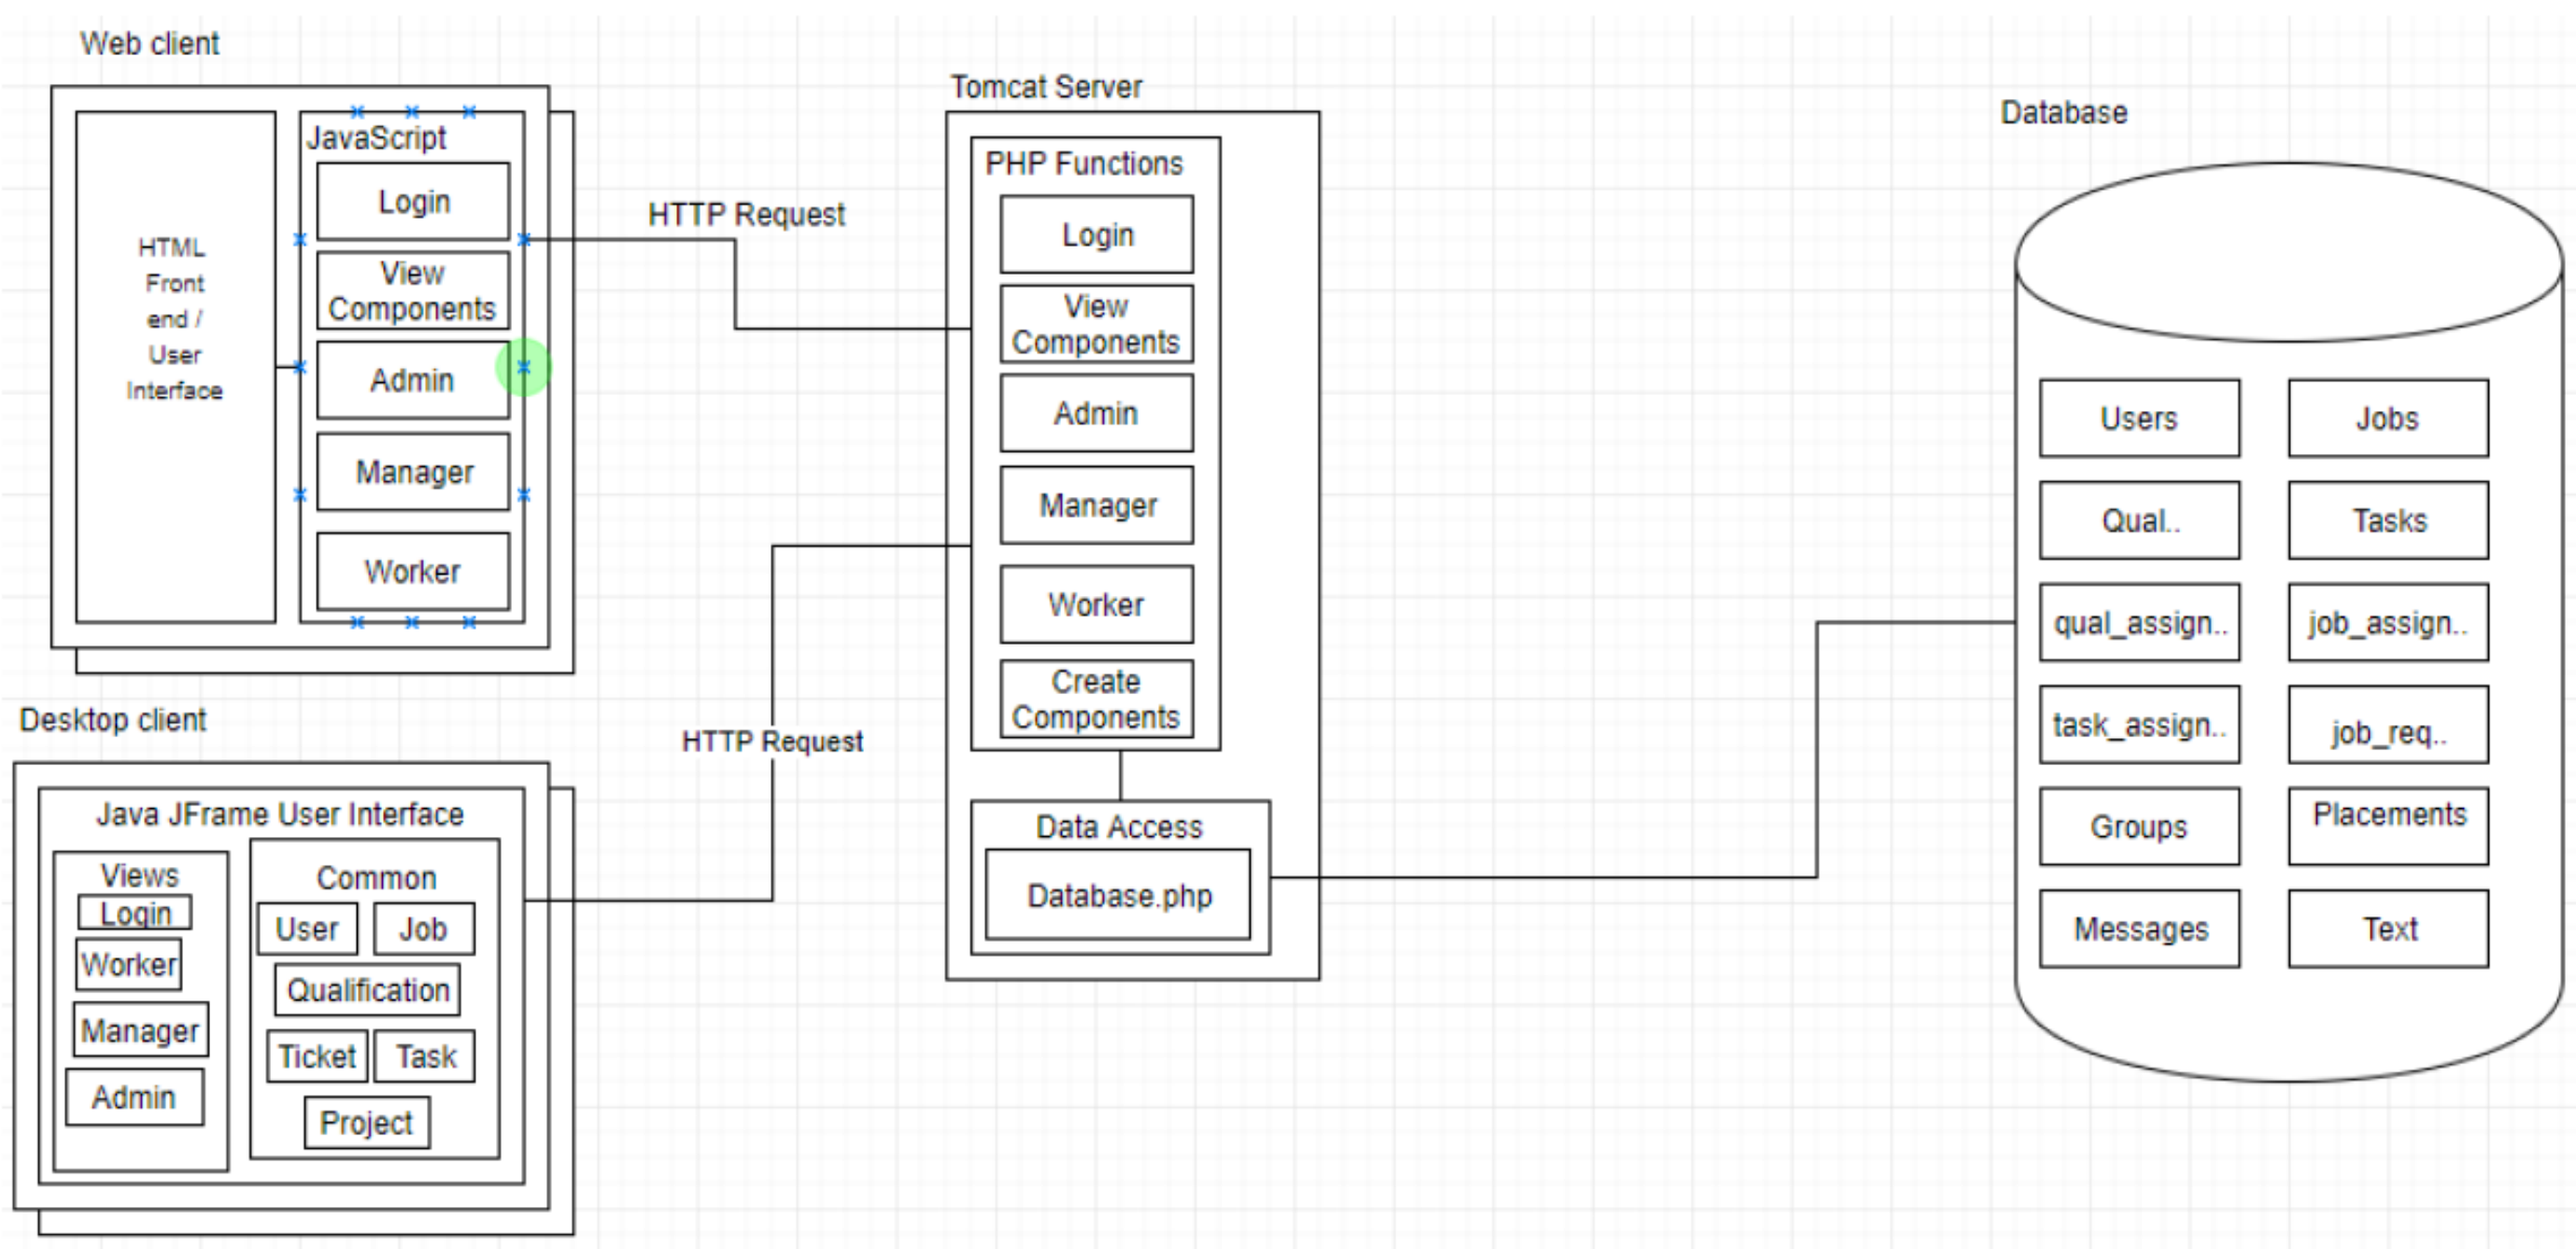 Web client
HTML
Front
end /
User
Interface
JavaScript
Login
View
Components
Admin
Manager
Worker
HTTP Request
Desktop client
Java JFrame User Interface
Views
Login
Worker
Manager
Admin
Common
User
Job
Qualification
Ticket
Task
Project
HTTP Request
Tomcat Server
PHP Functions
Login
View
Components
Admin
Manager
Worker
Create
Components
Data Access
Database.php
Database
Users
Jobs
Qual..
Tasks
qual_assign..
job_assign..
task_assign..
job_req..
Groups
Placements
Messages
Text